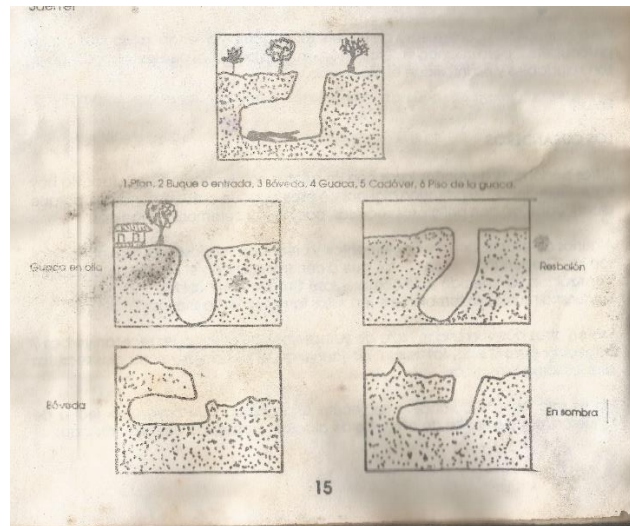 1 Plan. 2 Buque o entrada, 3 Bóveda. 4 Guaca, 5 Cadáver, 6 Piso de la guaca.
Guaca en olla
Resbalón
Bóveda
En sombra
15